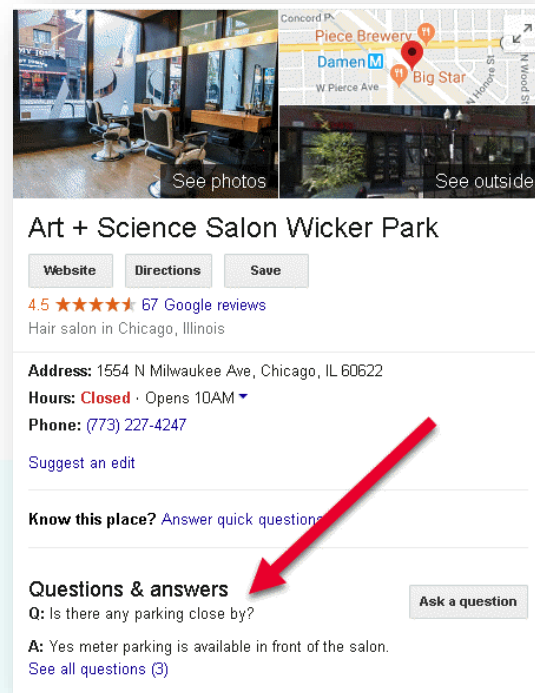 Concord Pl
Piece Brewery
Damen M
Big Star
W Pierce Ave
N Honore St
N Wood St
See photos
See outside
Art + Science Salon Wicker Park
Website Directions Save
4.5 ★★★★★ 67 Google reviews
Hair salon in Chicago, Illinois
Address: 1554 N Milwaukee Ave, Chicago, IL 60622
Hours: Closed · Opens 10AM
Phone: (773) 227-4247
Suggest an edit
Know this place? Answer quick questions
Questions & answers
Q: Is there any parking close by?
Ask a question
A: Yes meter parking is available in front of the salon.
See all questions (3)